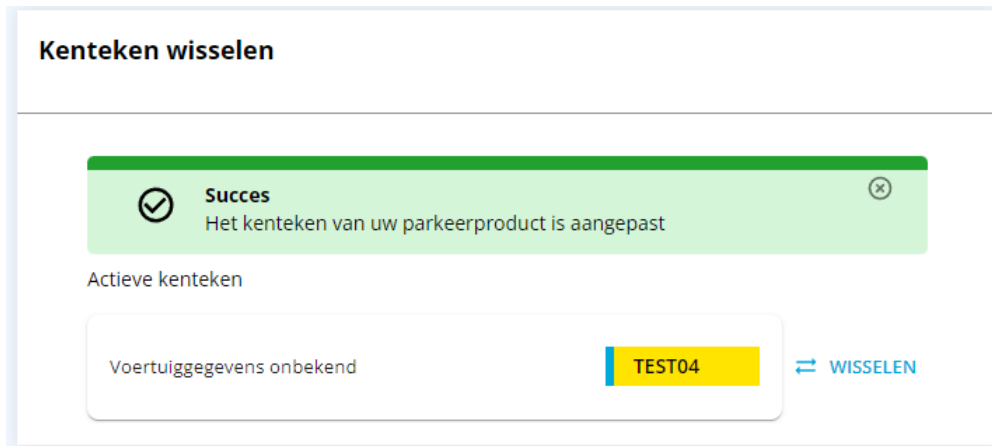 Kenteken wisselen
Succes
Het kenteken van uw parkeerproduct is aangepast
Actieve kenteken
Voertuiggegevens onbekend
TEST04
WISSELEN